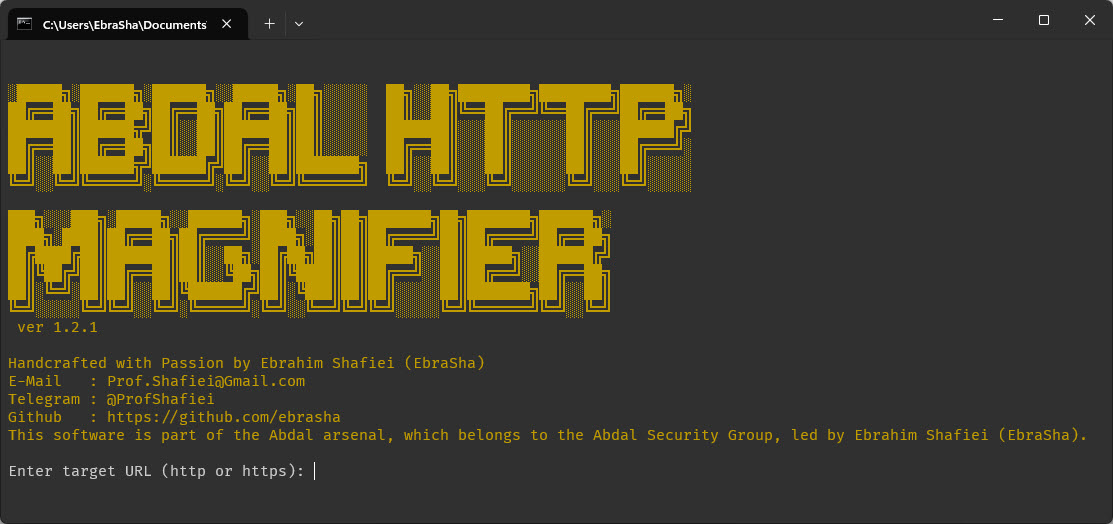 C:\Users\EbraSha\Documents
ABDAL HTTP
MAGNIFIER
ver 1.2.1
Handcrafted with Passion by Ebrahim Shafiei (EbraSha)
E-Mail   : Prof.Shafiei@Gmail.com
Telegram : @ProfShafiei
Github   : https://github.com/ebrasha
This software is part of the Abdal arsenal, which belongs to the Abdal Security Group, led by Ebrahim Shafiei (EbraSha).
Enter target URL (http or https):